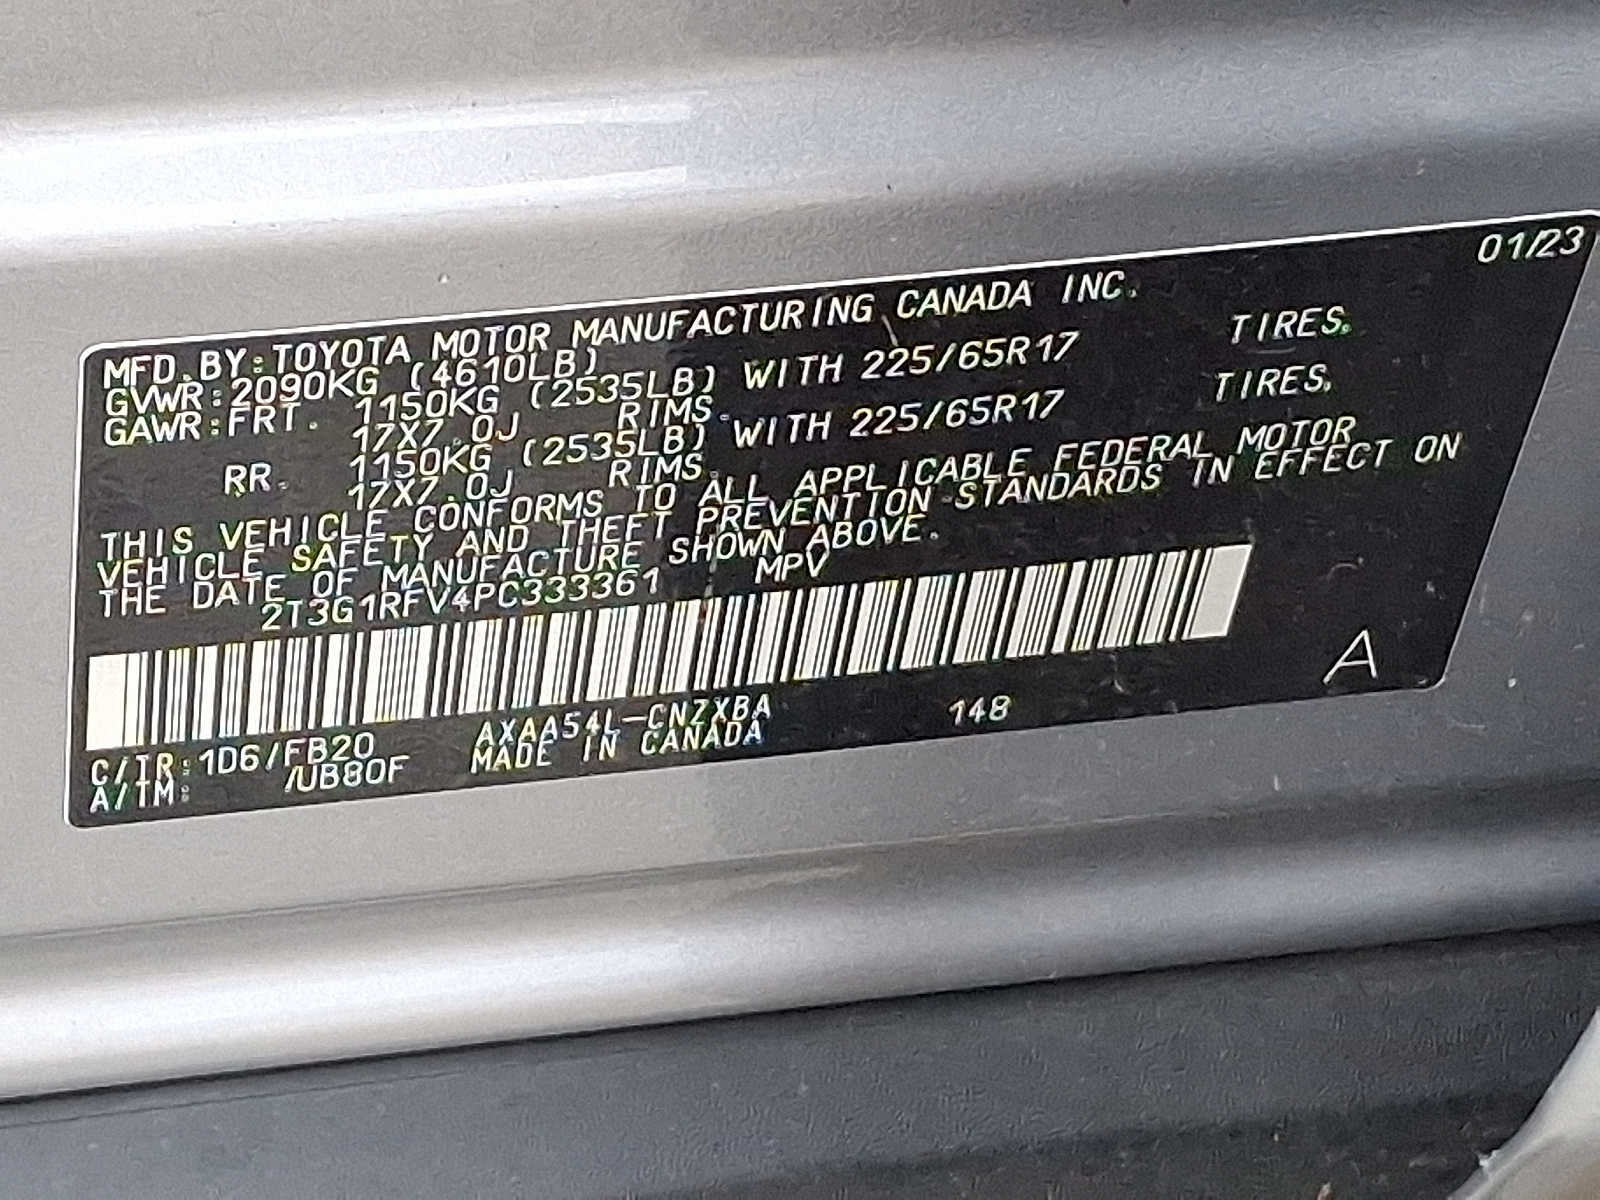 01/23
MFD.BY:TOYOTA MOTOR MANUFACTURING CANADA INC.
GVWR:2090KG (4610LB)
GAWR:FRT. 1150KG (2535LB) WITH 225/65R17 TIRES.
17X7.0J RIMS.
RR. 1150KG (2535LB) WITH 225/65R17 TIRES.
17X7.0J RIMS.
THIS VEHICLE CONFORMS TO ALL APPLICABLE FEDERAL MOTOR
VEHICLE SAFETY AND THEFT PREVENTION STANDARDS IN EFFECT ON
THE DATE OF MANUFACTURE SHOWN ABOVE.
2T3G1RFV4PC333361 MPV
A
AXAA54L-CNZXBA 148
C/TR:1D6/FB20 MADE IN CANADA
A/TM: /UB80F